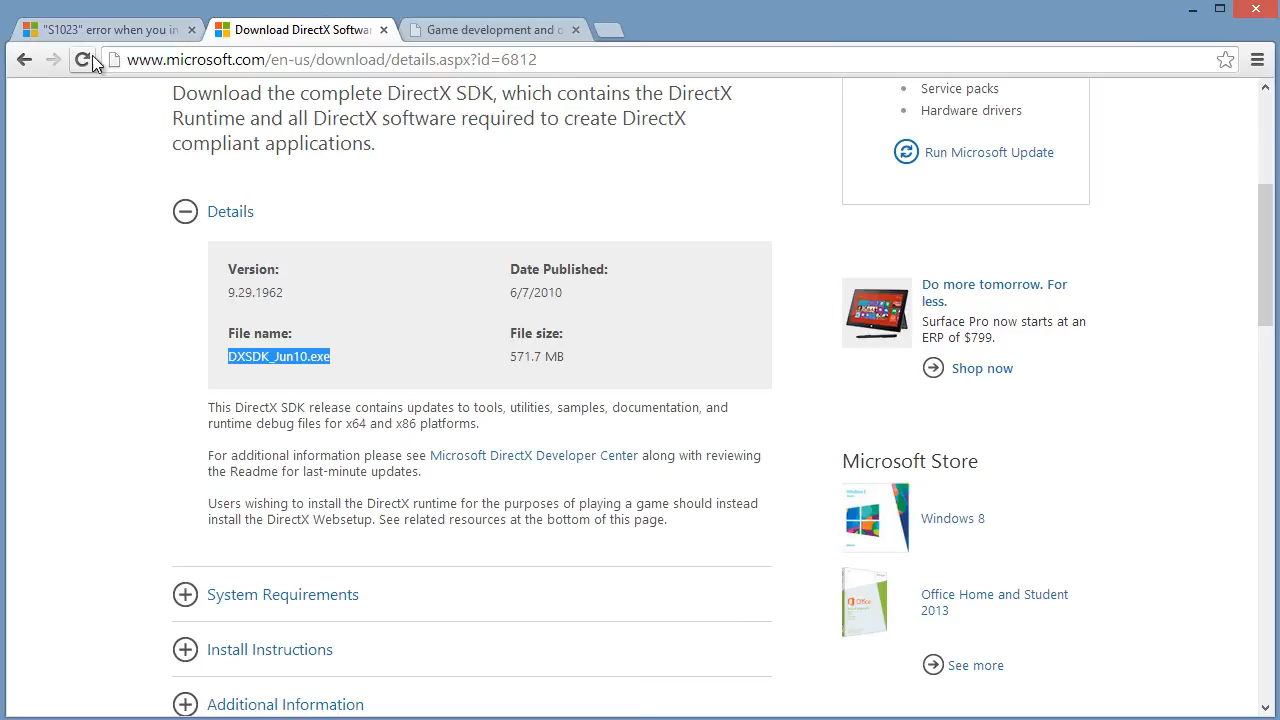 "S1023" error when you in
Download DirectX Softwa
Game development and o
www.microsoft.com/en-us/download/details.aspx?id=6812
Download the complete DirectX SDK, which contains the DirectX
Runtime and all DirectX software required to create DirectX
compliant applications.
Details
Version:
9.29.1962
Date Published:
6/7/2010
File name:
DXSDK_Jun10.exe
File size:
571.7 MB
This DirectX SDK release contains updates to tools, utilities, samples, documentation, and
runtime debug files for x64 and x86 platforms.
For additional information please see Microsoft DirectX Developer Center along with reviewing
the Readme for last-minute updates.
Users wishing to install the DirectX runtime for the purposes of playing a game should instead
install the DirectX Websetup. See related resources at the bottom of this page.
System Requirements
Install Instructions
Additional Information
Service packs
Hardware drivers
Run Microsoft Update
Do more tomorrow. For
less.
Surface Pro now starts at an
ERP of $799.
Shop now
Microsoft Store
Windows 8
Office Home and Student
2013
See more